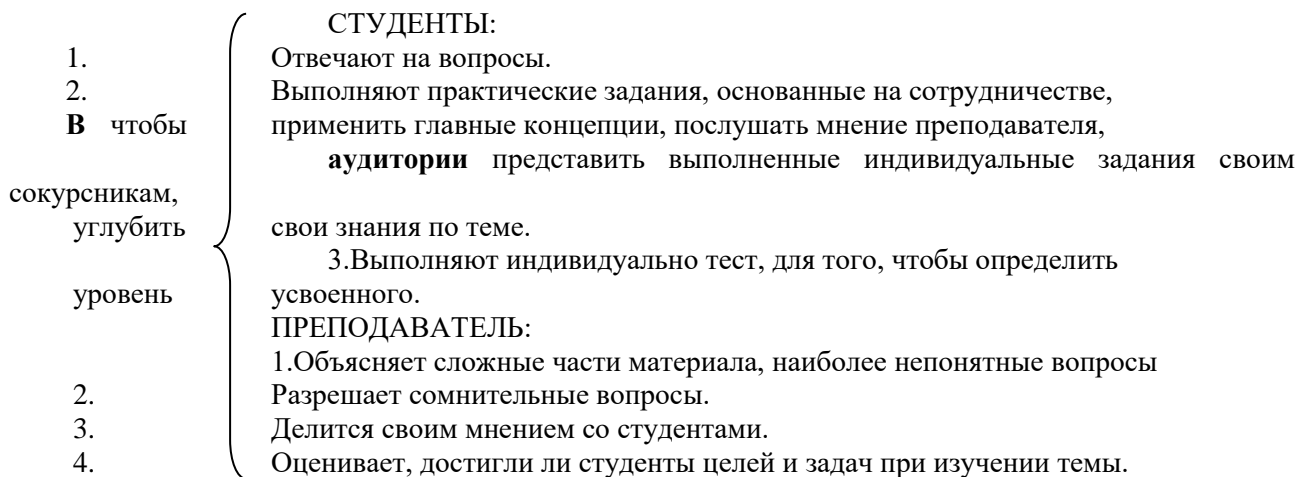 СТУДЕНТЫ:
1. Отвечают на вопросы.
2. Выполняют практические задания, основанные на сотрудничестве,
В чтобы применить главные концепции, послушать мнение преподавателя,
аудитории представить выполненные индивидуальные задания своим
сокурсникам,
углубить свои знания по теме.
3.Выполняют индивидуально тест, для того, чтобы определить
уровень усвоенного.
ПРЕПОДАВАТЕЛЬ:
1.Объясняет сложные части материала, наиболее непонятные вопросы
2. Разрешает сомнительные вопросы.
3. Делится своим мнением со студентами.
4. Оценивает, достигли ли студенты целей и задач при изучении темы.